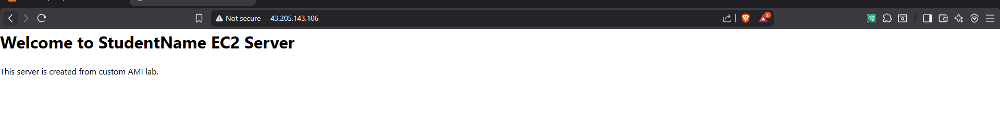 Not secure
43.205.143.106
1
Welcome to StudentName EC2 Server
This server is created from custom AMI lab.